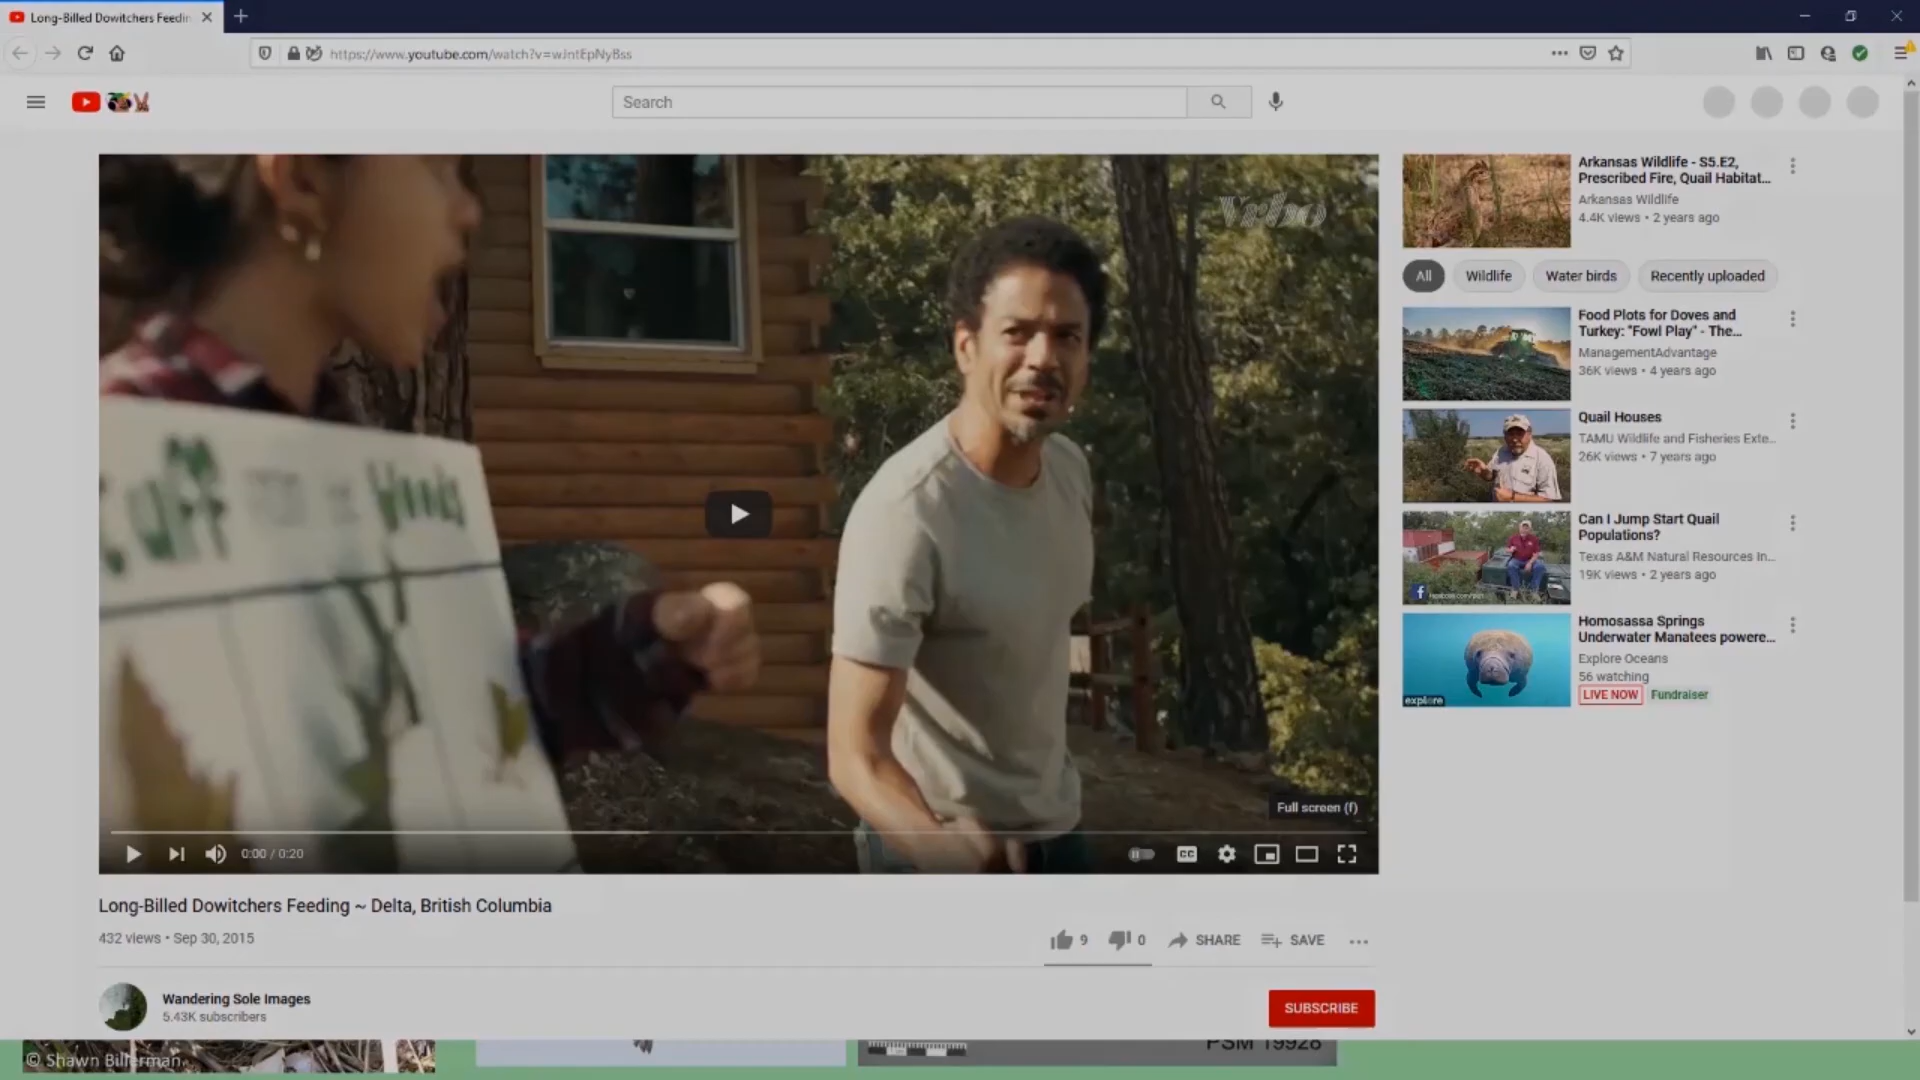 Long-Billed Dowitchers Feedin
https://www.youtube.com/watch?v=wJntEpNyBss
Search
Vrbo
Full screen (f)
0:00 / 0:20
CC
Long-Billed Dowitchers Feeding ~ Delta, British Columbia
432 views • Sep 30, 2015
9
0
SHARE
SAVE
Wandering Sole Images
5.43K subscribers
SUBSCRIBE
Arkansas Wildlife - S5.E2,
Prescribed Fire, Quail Habitat...
Arkansas Wildlife
4.4K views • 2 years ago
All
Wildlife
Water birds
Recently uploaded
Food Plots for Doves and
Turkey: "Fowl Play" - The...
ManagementAdvantage
36K views • 4 years ago
Quail Houses
TAMU Wildlife and Fisheries Exte...
26K views • 7 years ago
Can I Jump Start Quail
Populations?
Texas A&M Natural Resources In...
19K views • 2 years ago
Homosassa Springs
Underwater Manatees powere...
Explore Oceans
56 watching
LIVE NOW
Fundraiser
explore
© Shawn Billerman
PSM 19928